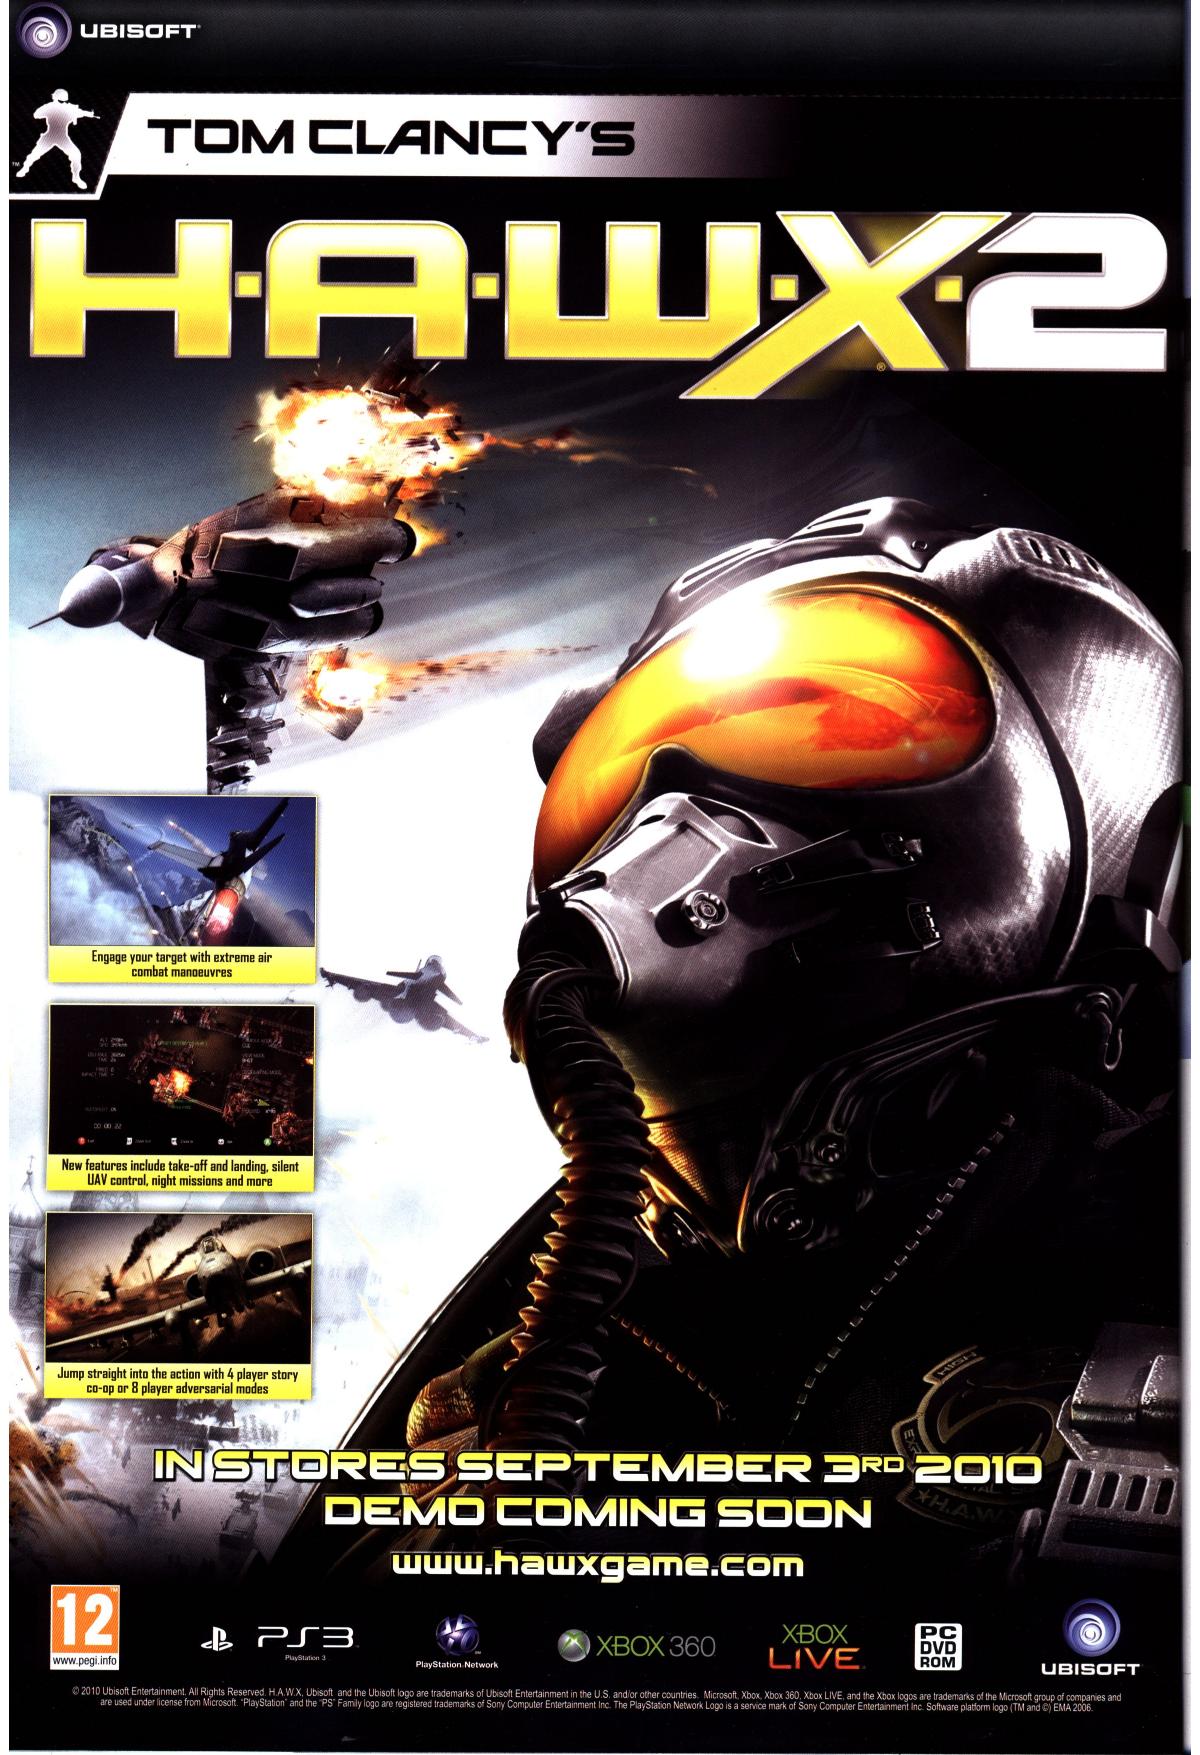 UBISOFT®
TOM CLANCY'S
H.A.W.X.2
Engage your target with extreme air
combat manoeuvres
New features include take-off and landing, silent
UAV control, night missions and more
Jump straight into the action with 4 player story
co-op or 8 player adversarial modes
HIGH
H.A.W
IN STORES SEPTEMBER 3RD 2010
DEMO COMING SOON
www.hawxgame.com
12
www.pegi.info
PS3
PlayStation 3
PlayStation Network
XBOX 360
XBOX
LIVE
PC
DVD
ROM
UBISOFT
© 2010 Ubisoft Entertainment. All Rights Reserved. H.A.W.X, Ubisoft and the Ubisoft logo are trademarks of Ubisoft Entertainment in the U.S. and/or other countries. Microsoft, Xbox, Xbox 360, Xbox LIVE, and the Xbox logos are trademarks of the Microsoft group of companies and
are used under license from Microsoft. "PlayStation" and the "PS" Family logo are registered trademarks of Sony Computer Entertainment Inc. The PlayStation Network Logo is a service mark of Sony Computer Entertainment Inc. Software platform logo (TM and ©) EMA 2006.